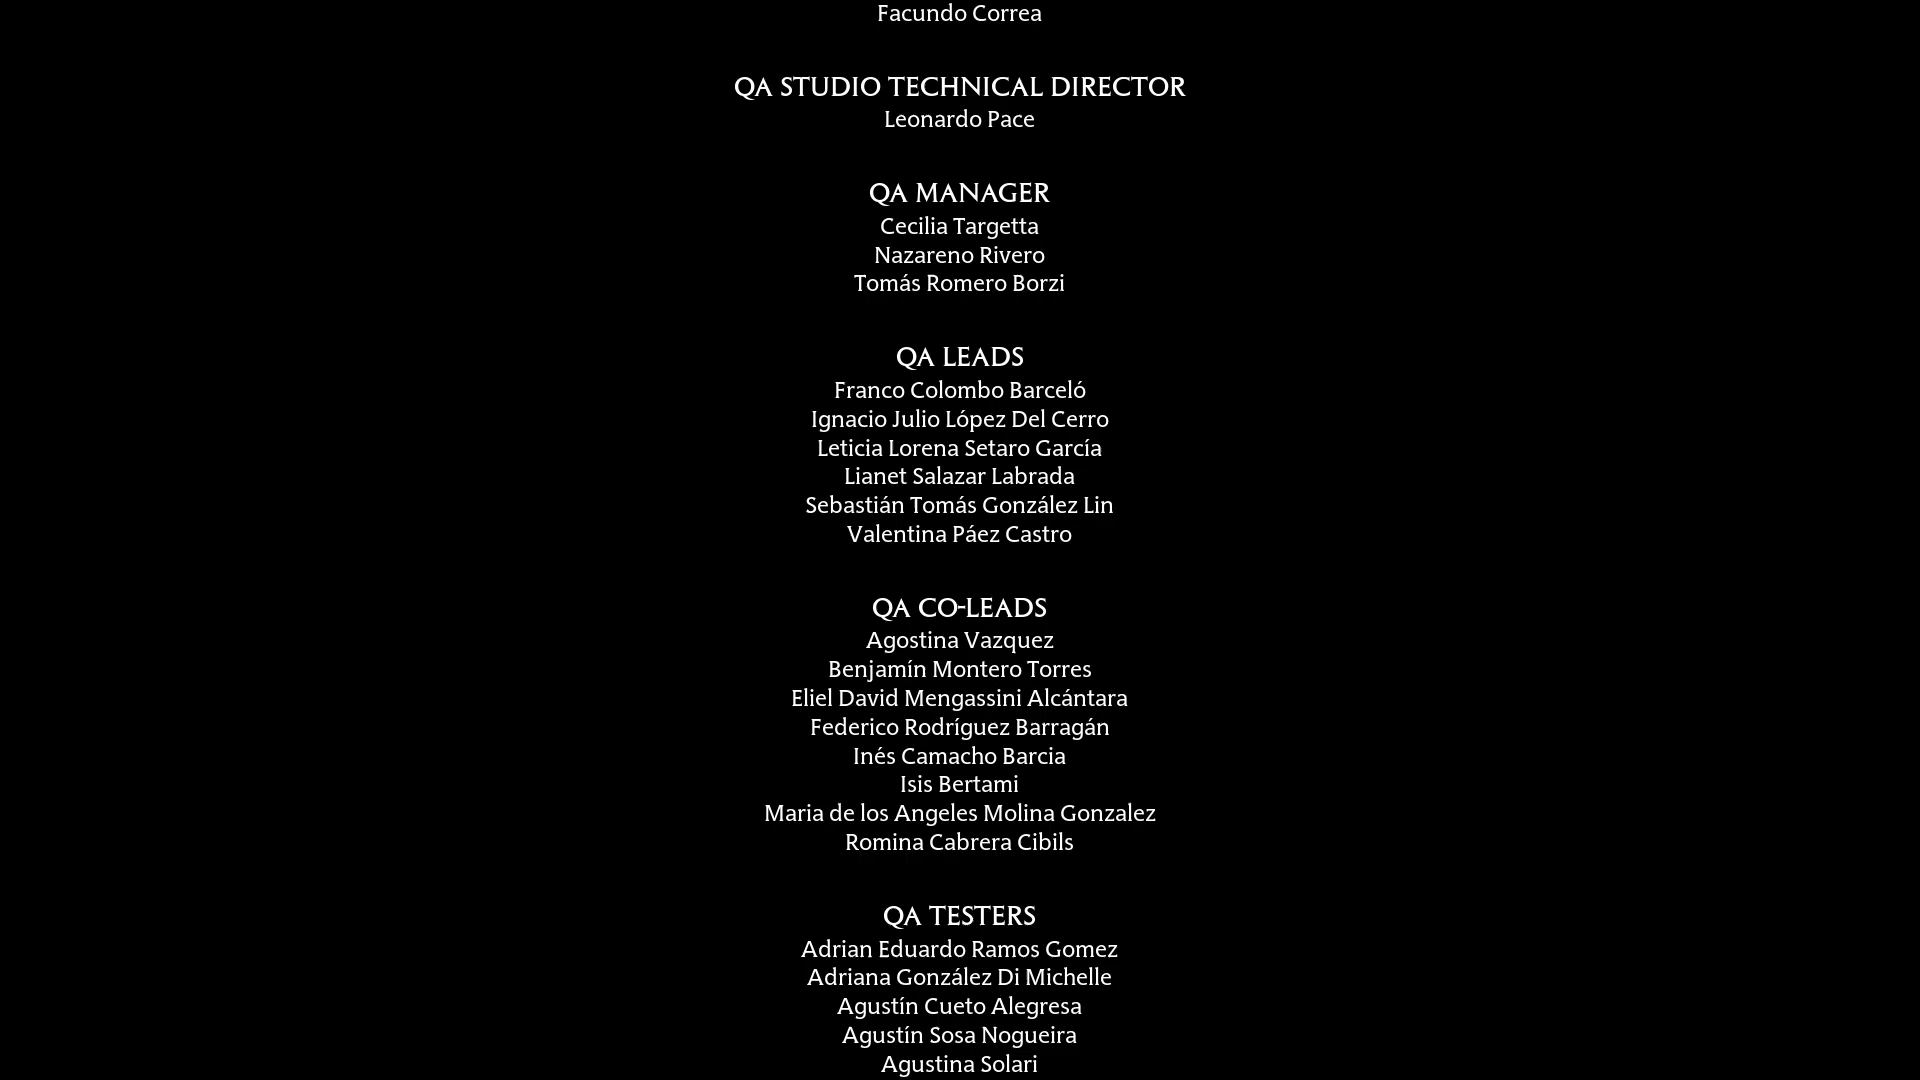 Facundo Correa
QA STUDIO TECHNICAL DIRECTOR
Leonardo Pace
QA MANAGER
Cecilia Targetta
Nazareno Rivero
Tomás Romero Borzi
QA LEADS
Franco Colombo Barceló
Ignacio Julio López Del Cerro
Leticia Lorena Setaro García
Lianet Salazar Labrada
Sebastián Tomás González Lin
Valentina Páez Castro
QA CO-LEADS
Agostina Vazquez
Benjamín Montero Torres
Eliel David Mengassini Alcántara
Federico Rodríguez Barragán
Inés Camacho Barcia
Isis Bertami
Maria de los Angeles Molina Gonzalez
Romina Cabrera Cibils
QA TESTERS
Adrian Eduardo Ramos Gomez
Adriana González Di Michelle
Agustín Cueto Alegresa
Agustín Sosa Nogueira
Agustina Solari